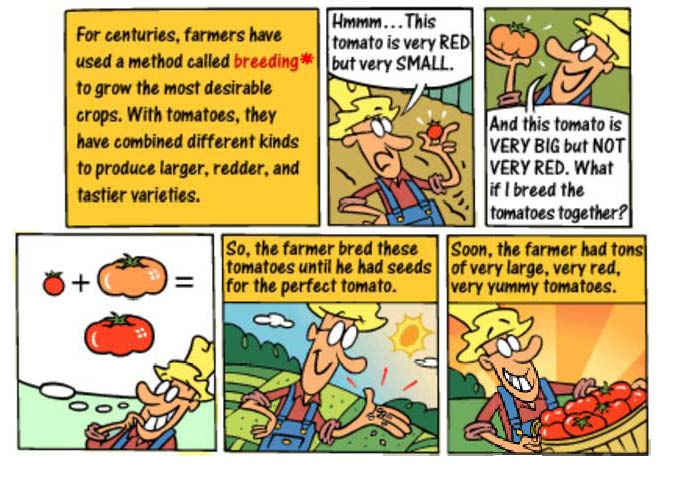 For centuries, farmers have
used a method called breeding*
to grow the most desirable
crops. With tomatoes, they
have combined different kinds
to produce larger, redder, and
tastier varieties.
Hmmm...This
tomato is very RED
but very SMALL.
And this tomato is
VERY BIG but NOT
VERY RED. What
if I breed the
tomatoes together?
+ =
So, the farmer bred these
tomatoes until he had seeds
for the perfect tomato.
Soon, the farmer had tons
of very large, very red,
very yummy tomatoes.